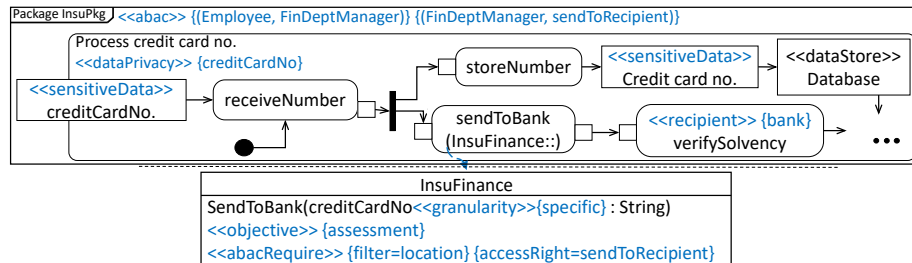 Package InsuPkg <<abac>> {(Employee, FinDeptManager)} {(FinDeptManager, sendToRecipient)}
Process credit card no.
<<dataPrivacy>> {creditCardNo}
<<sensitiveData>>
creditCardNo.
receiveNumber
storeNumber
<<sensitiveData>>
Credit card no.
<<dataStore>>
Database
sendToBank
(InsuFinance::)
<<recipient>> {bank}
verifySolvency
...
InsuFinance
SendToBank(creditCardNo<<granularity>>{specific} : String)
<<objective>> {assessment}
<<abacRequire>> {filter=location} {accessRight=sendToRecipient}